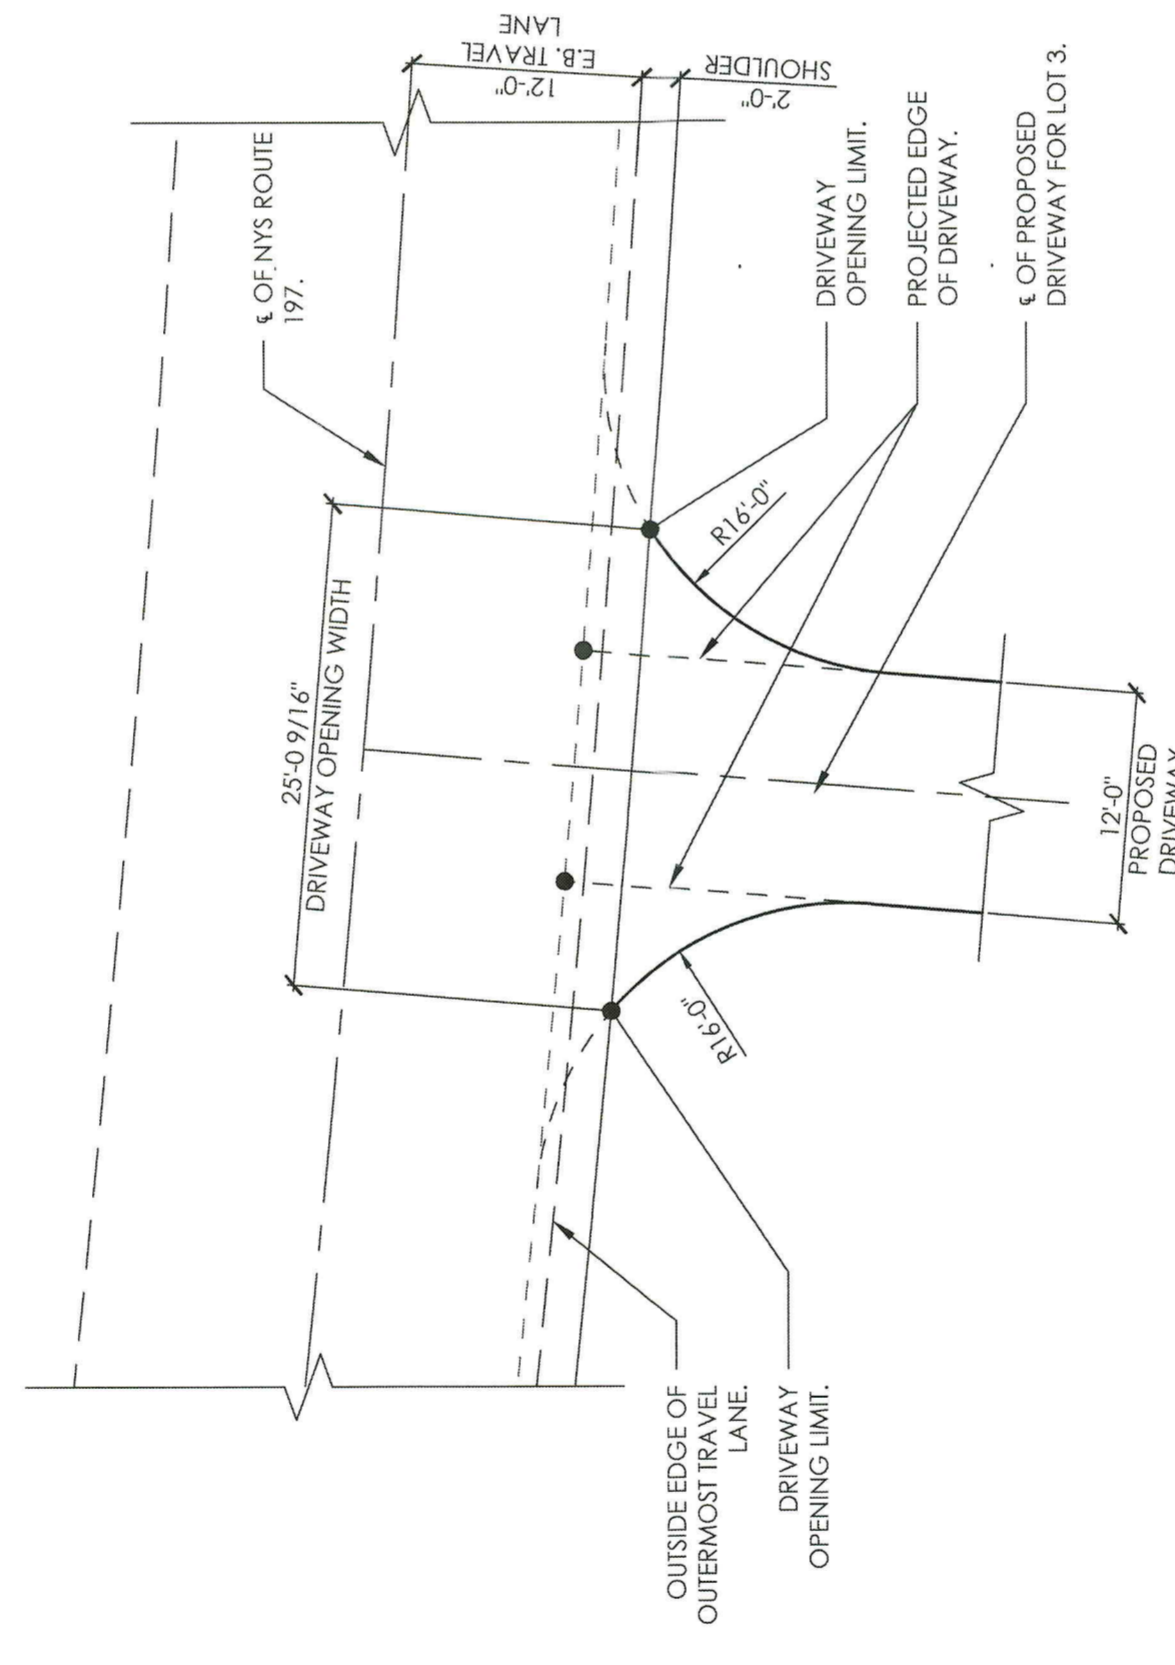 12'-0"
E.B. TRAVEL
LANE
2'-0"
SHOULDER
℄ OF NYS ROUTE
197.
25'-0 9/16"
DRIVEWAY OPENING WIDTH
DRIVEWAY
OPENING LIMIT.
PROJECTED EDGE
OF DRIVEWAY.
℄ OF PROPOSED
DRIVEWAY FOR LOT 3.
R16'-0"
R16'-0"
12'-0"
PROPOSED
DRIVEWAY
OUTSIDE EDGE OF
OUTERMOST TRAVEL
LANE.
DRIVEWAY
OPENING LIMIT.